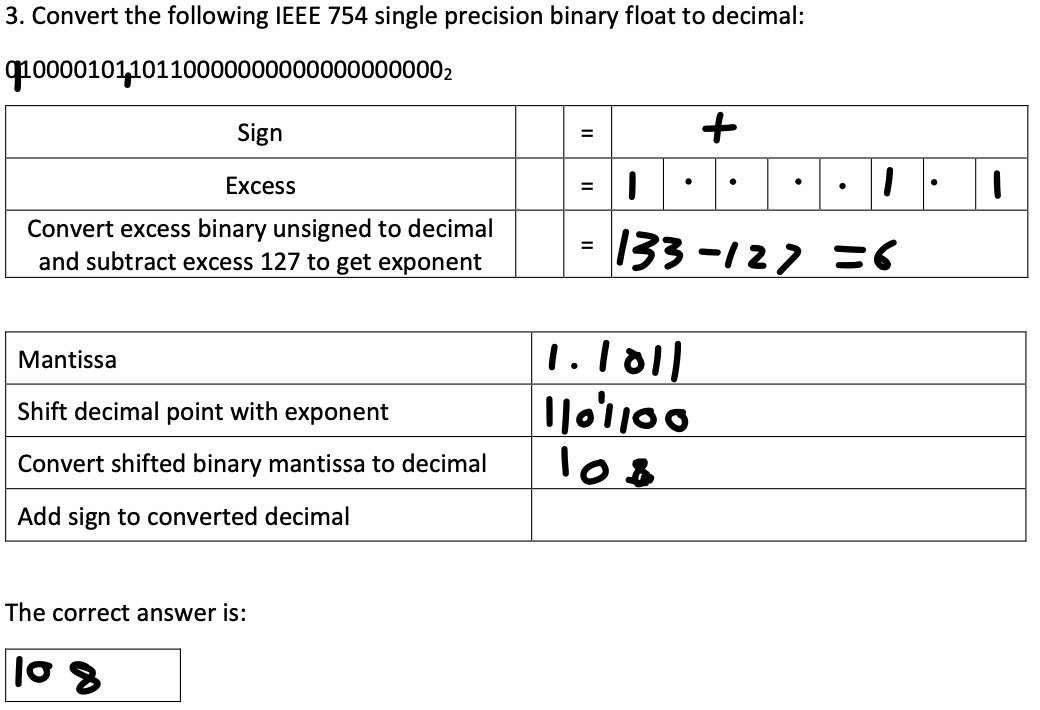 3. Convert the following IEEE 754 single precision binary float to decimal:
01000010110110000000000000000000₂
Sign = +
Excess = 1 · · · · 1 · 1
Convert excess binary unsigned to decimal
and subtract excess 127 to get exponent = 133 - 127 = 6
Mantissa 1.1011
Shift decimal point with exponent 110'1100
Convert shifted binary mantissa to decimal 108
Add sign to converted decimal
The correct answer is:
108